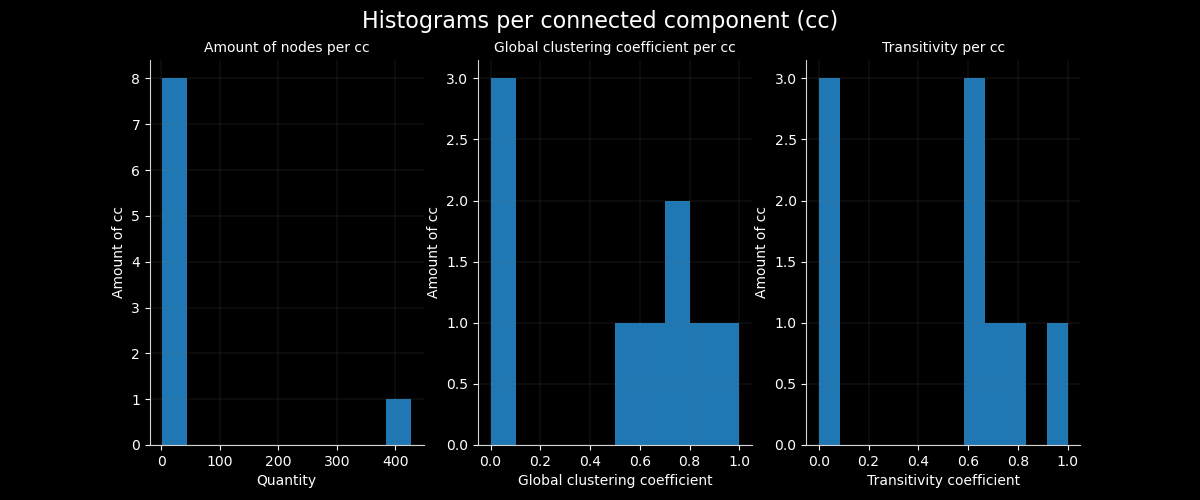 Histograms per connected component (cc)
Amount of nodes per cc
Global clustering coefficient per cc
Transitivity per cc
Amount of cc
8
7
6
5
4
3
2
1
0
0 100 200 300 400
Quantity
Amount of cc
3.0
2.5
2.0
1.5
1.0
0.5
0.0
0.0 0.2 0.4 0.6 0.8 1.0
Global clustering coefficient
Amount of cc
3.0
2.5
2.0
1.5
1.0
0.5
0.0
0.0 0.2 0.4 0.6 0.8 1.0
Transitivity coefficient